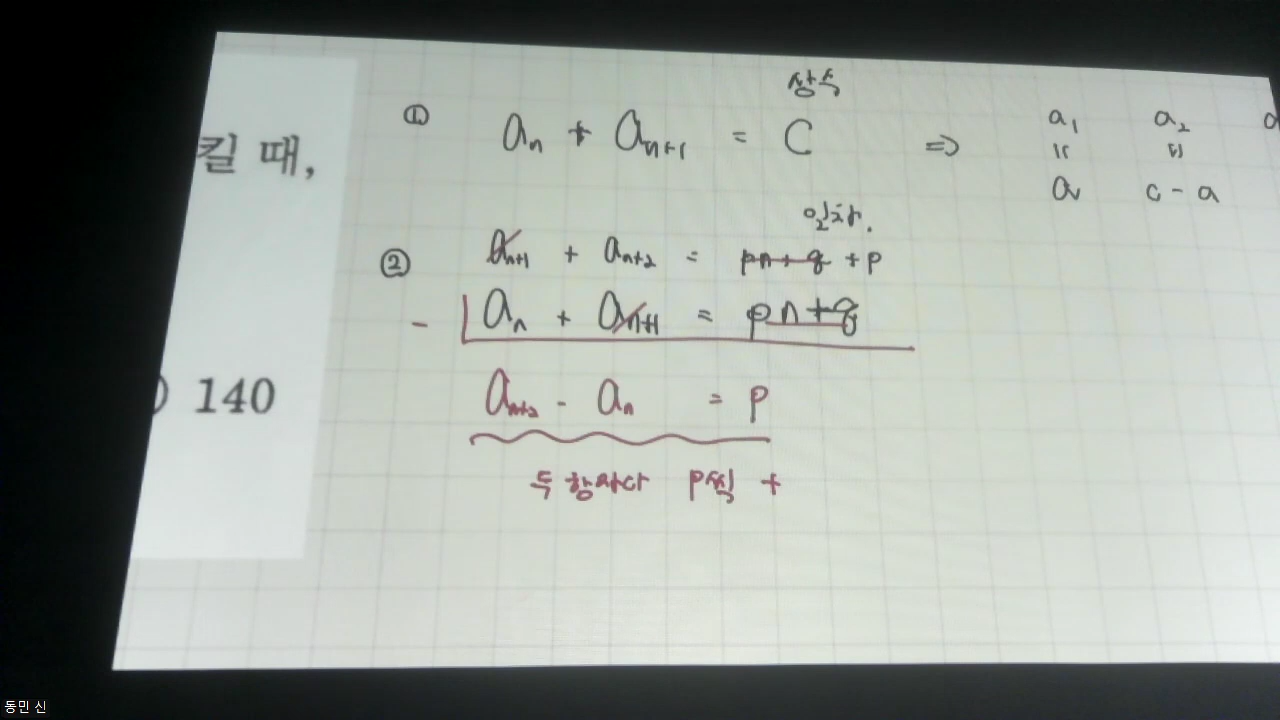 킬 때,
) 140
상수
① aₙ + aₙ₊₁ = C ⇒ a₁ a₂ a
∥ ∥
a c - a
일차.
② aₙ₊₁ + aₙ₊₂ = pn+q + p
- aₙ + aₙ₊₁ = pn+q
aₙ₊₂ - aₙ = p
두 항마다 p씩 +
동민 신